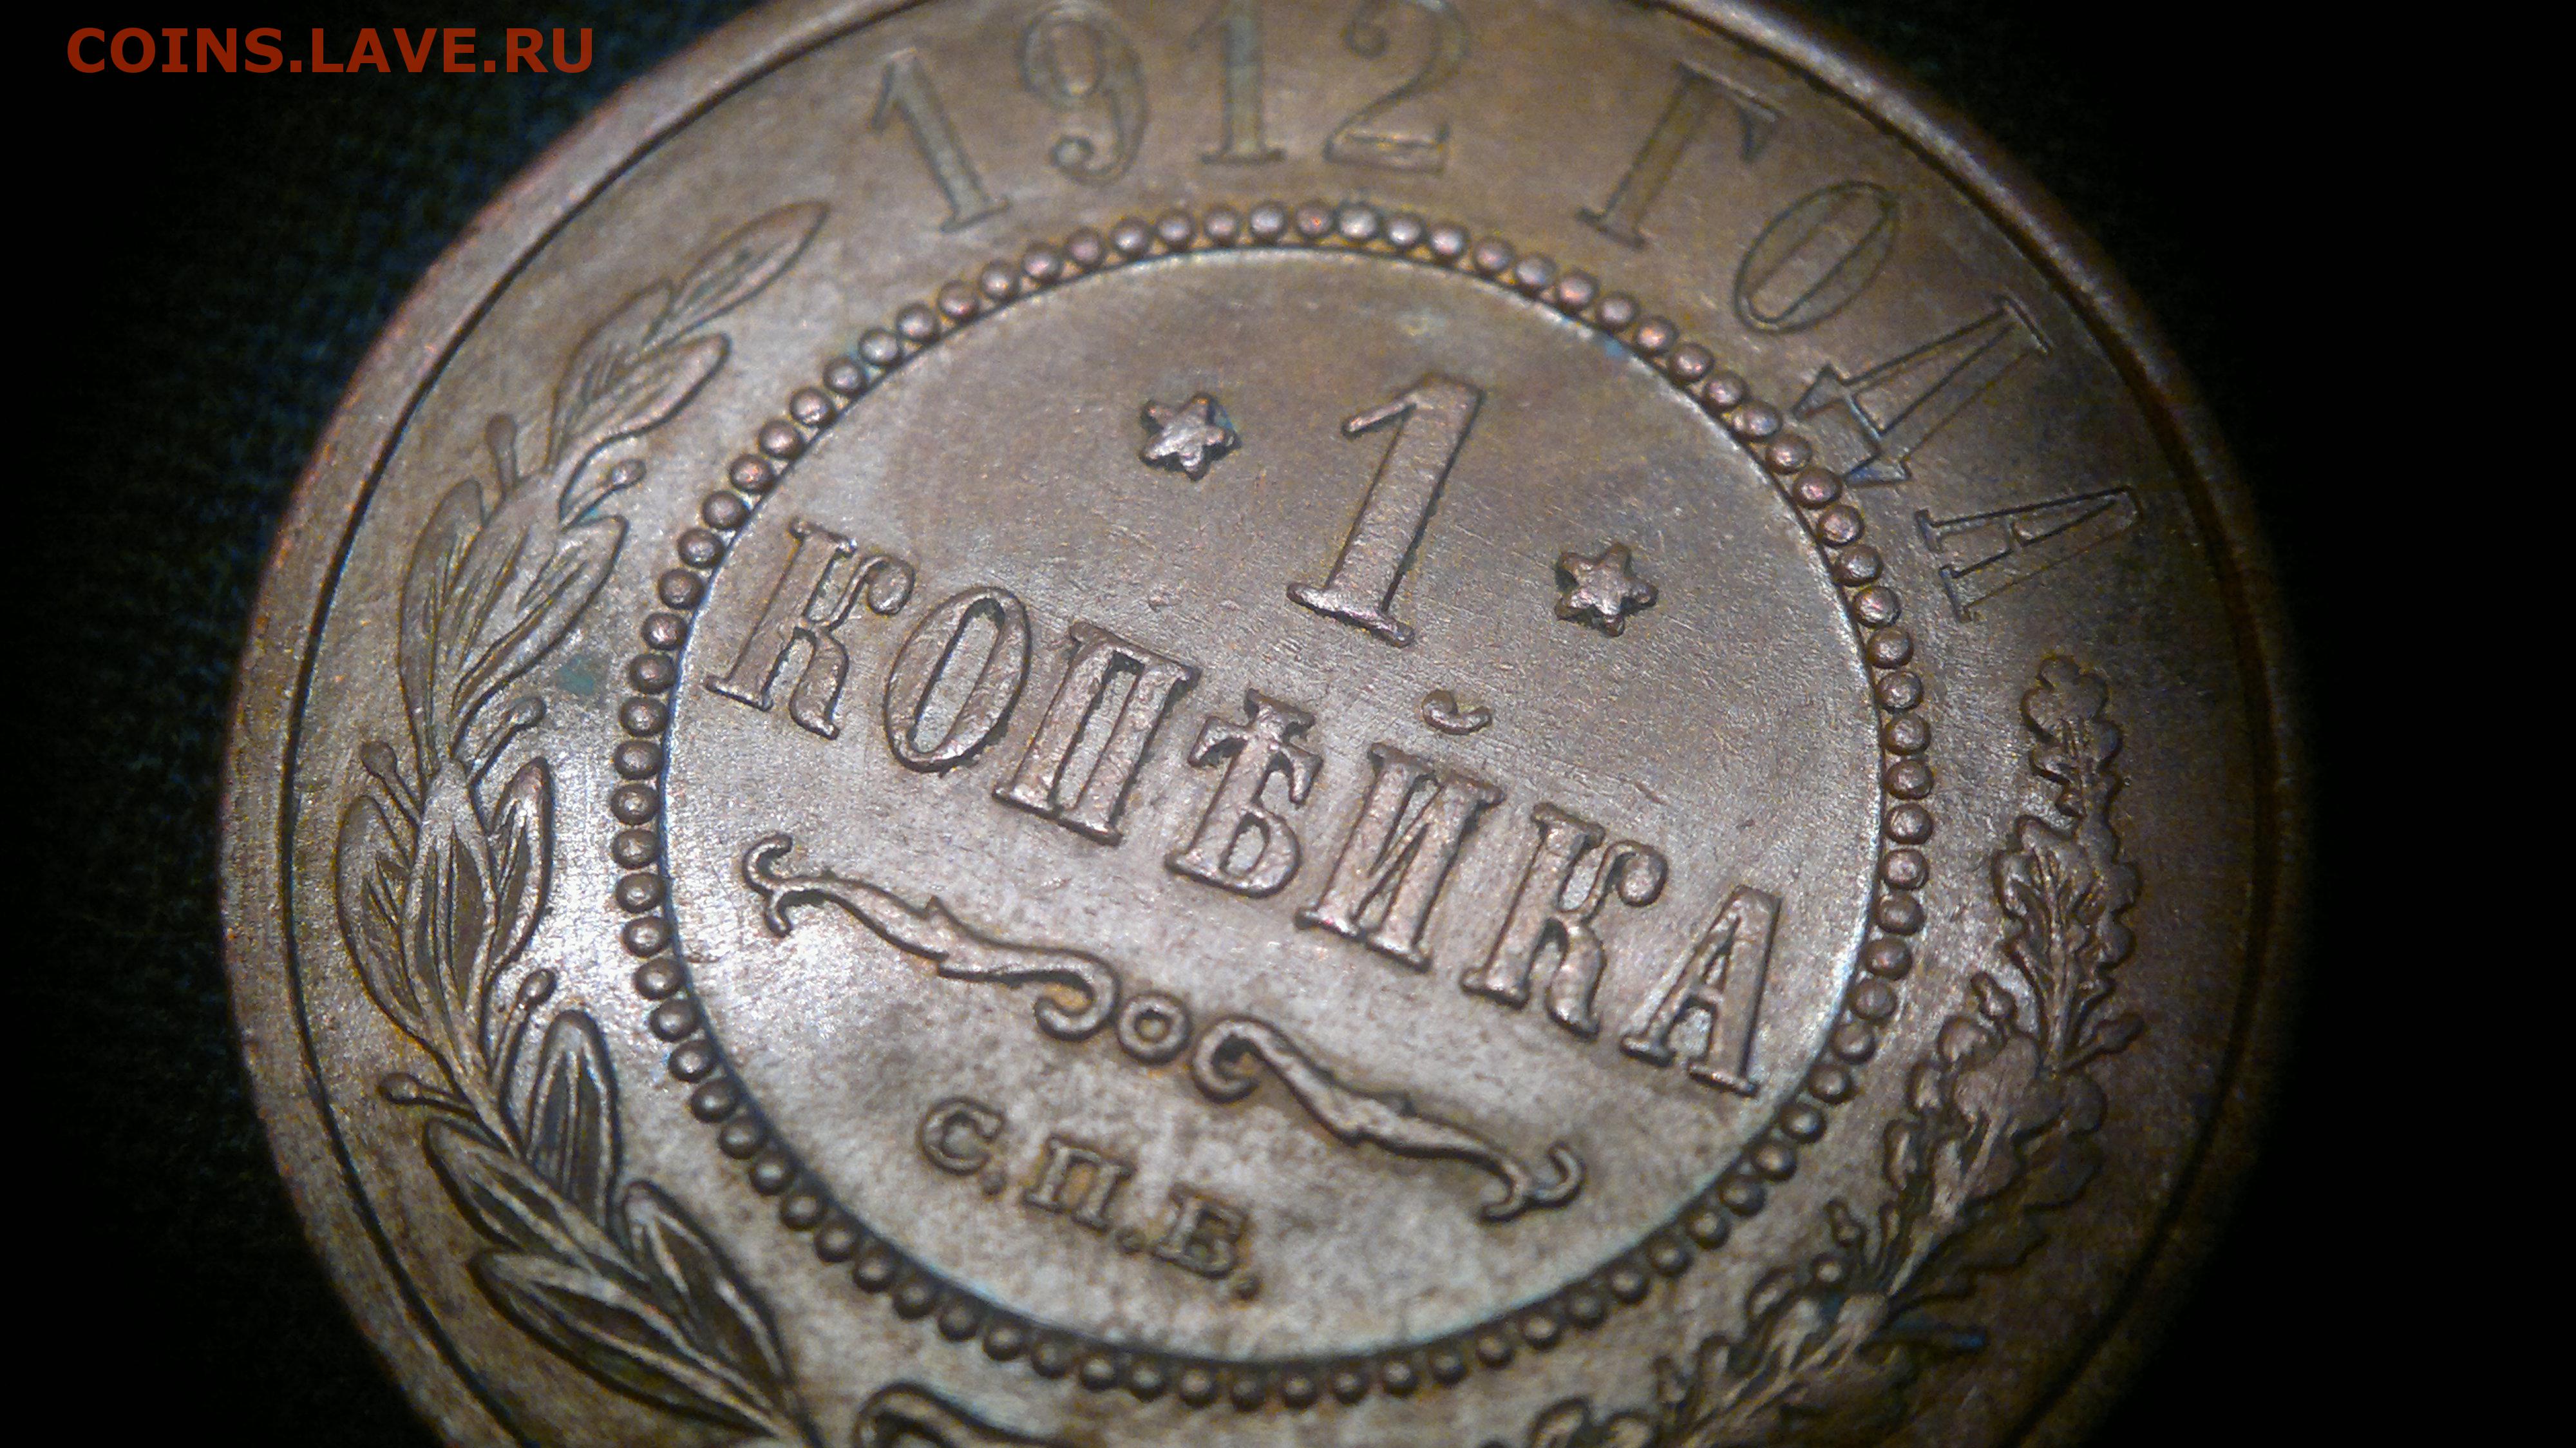 COINS.LAVE.RU
1912 ГОДА
1
КОПѢЙКА
С.П.Б.